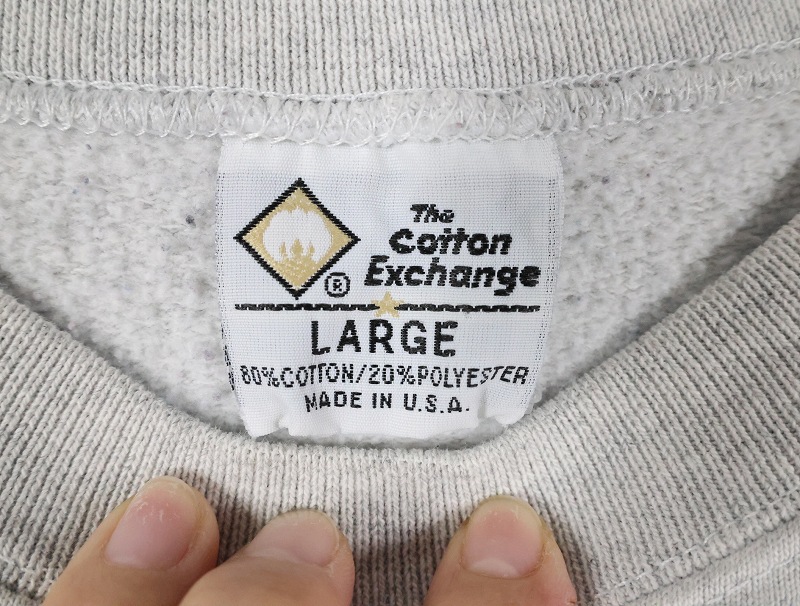 The
Cotton
Exchange
®
LARGE
80%COTTON/20%POLYESTER
MADE IN U.S.A.